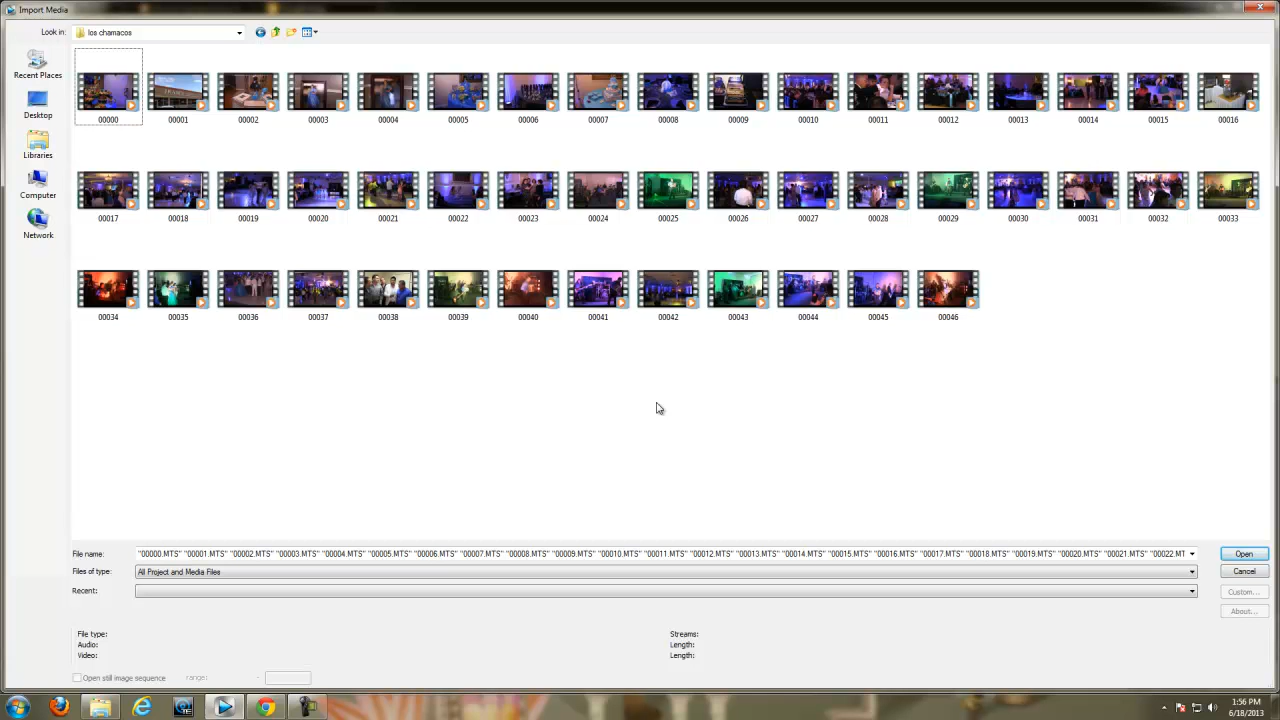 Import Media
Look in:
los chamacos
Recent Places
Desktop
Libraries
Computer
Network
00000 00001 00002 00003 00004 00005 00006 00007 00008 00009 00010 00011 00012 00013 00014 00015 00016
00017 00018 00019 00020 00021 00022 00023 00024 00025 00026 00027 00028 00029 00030 00031 00032 00033
00034 00035 00036 00037 00038 00039 00040 00041 00042 00043 00044 00045 00046
File name: "00000.MTS" "00001.MTS" "00002.MTS" "00003.MTS" "00004.MTS" "00005.MTS" "00006.MTS" "00007.MTS" "00008.MTS" "00009.MTS" "00010.MTS" "00011.MTS" "00012.MTS" "00013.MTS" "00014.MTS" "00015.MTS" "00016.MTS" "00017.MTS" "00018.MTS" "00019.MTS" "00020.MTS" "00021.MTS" "00022.MT Open
Files of type: All Project and Media Files Cancel
Recent: Custom...
About...
File type: Streams:
Audio: Length:
Video: Length:
Open still image sequence range: -
1:56 PM
6/18/2013